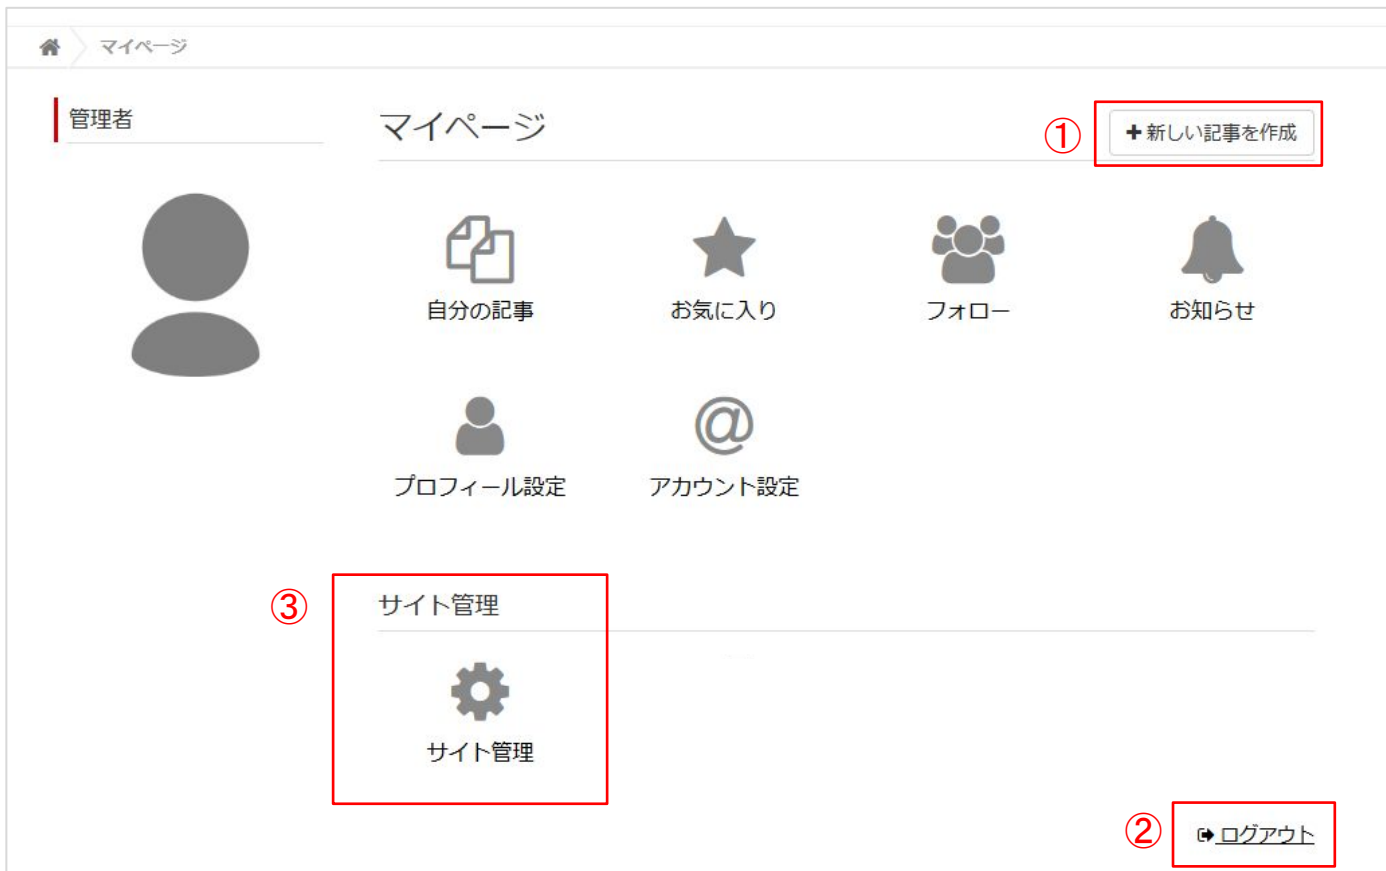 マイページ
管理者
マイページ
① +新しい記事を作成
自分の記事 お気に入り フォロー お知らせ
プロフィール設定 @ アカウント設定
③ サイト管理
サイト管理
② ログアウト